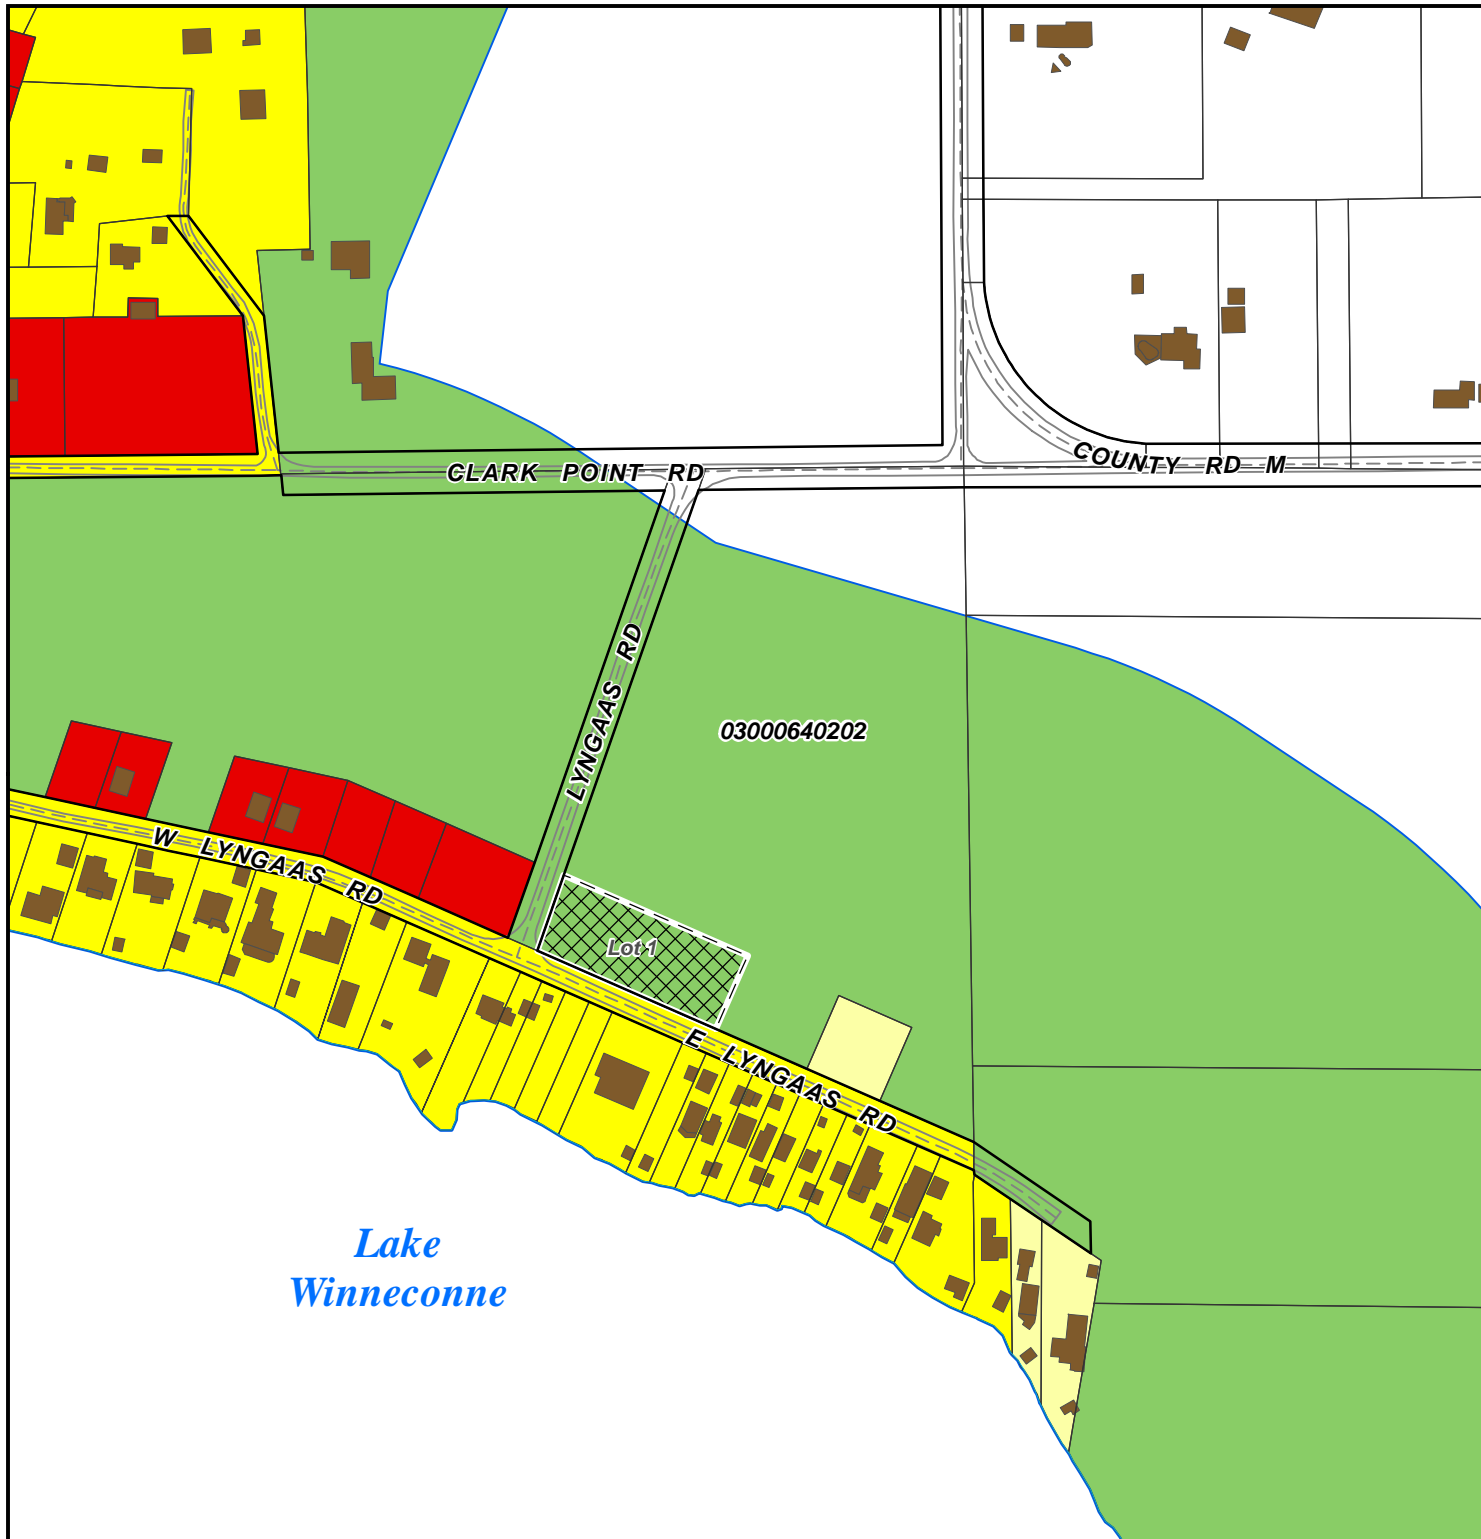 CLARK POINT RD
COUNTY RD M
LYNGAAS RD
03000640202
W LYNGAAS RD
Lot 1
E LYNGAAS RD
Lake
Winneconne